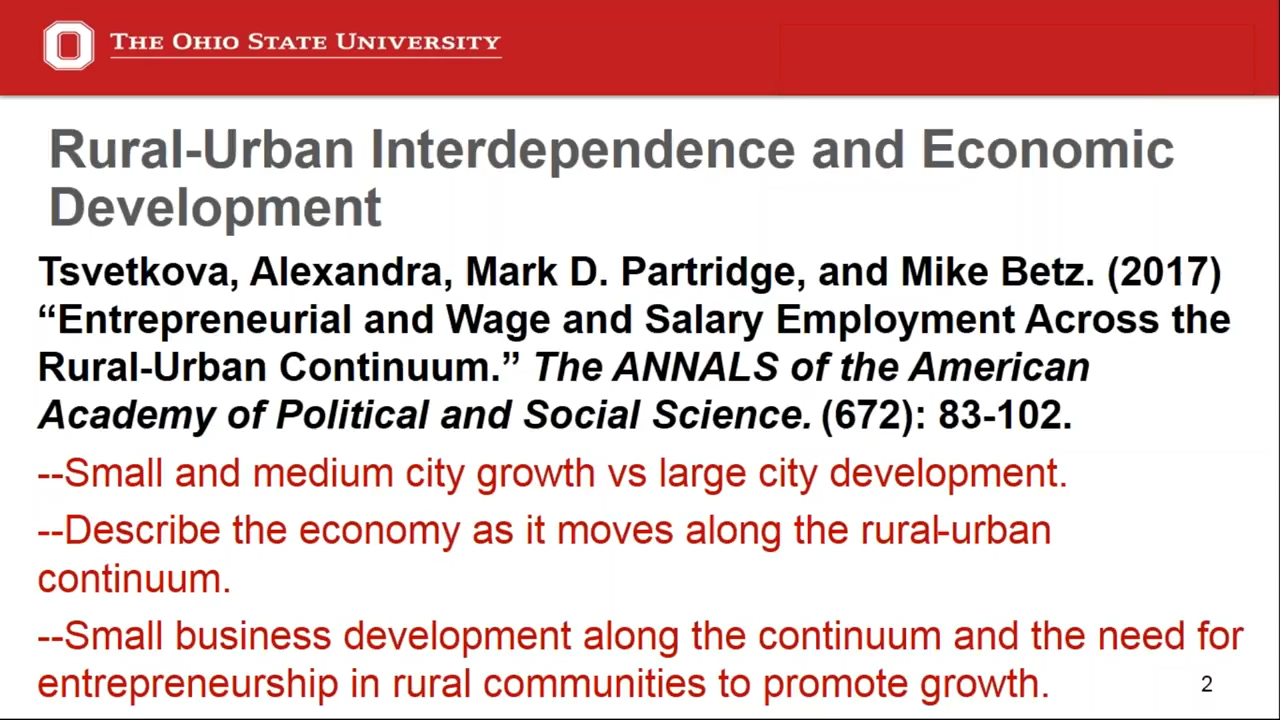 THE OHIO STATE UNIVERSITY
Rural-Urban Interdependence and Economic
Development
Tsvetkova, Alexandra, Mark D. Partridge, and Mike Betz. (2017)
“Entrepreneurial and Wage and Salary Employment Across the
Rural-Urban Continuum.” The ANNALS of the American
Academy of Political and Social Science. (672): 83-102.
--Small and medium city growth vs large city development.
--Describe the economy as it moves along the rural-urban
continuum.
--Small business development along the continuum and the need for
entrepreneurship in rural communities to promote growth.
2